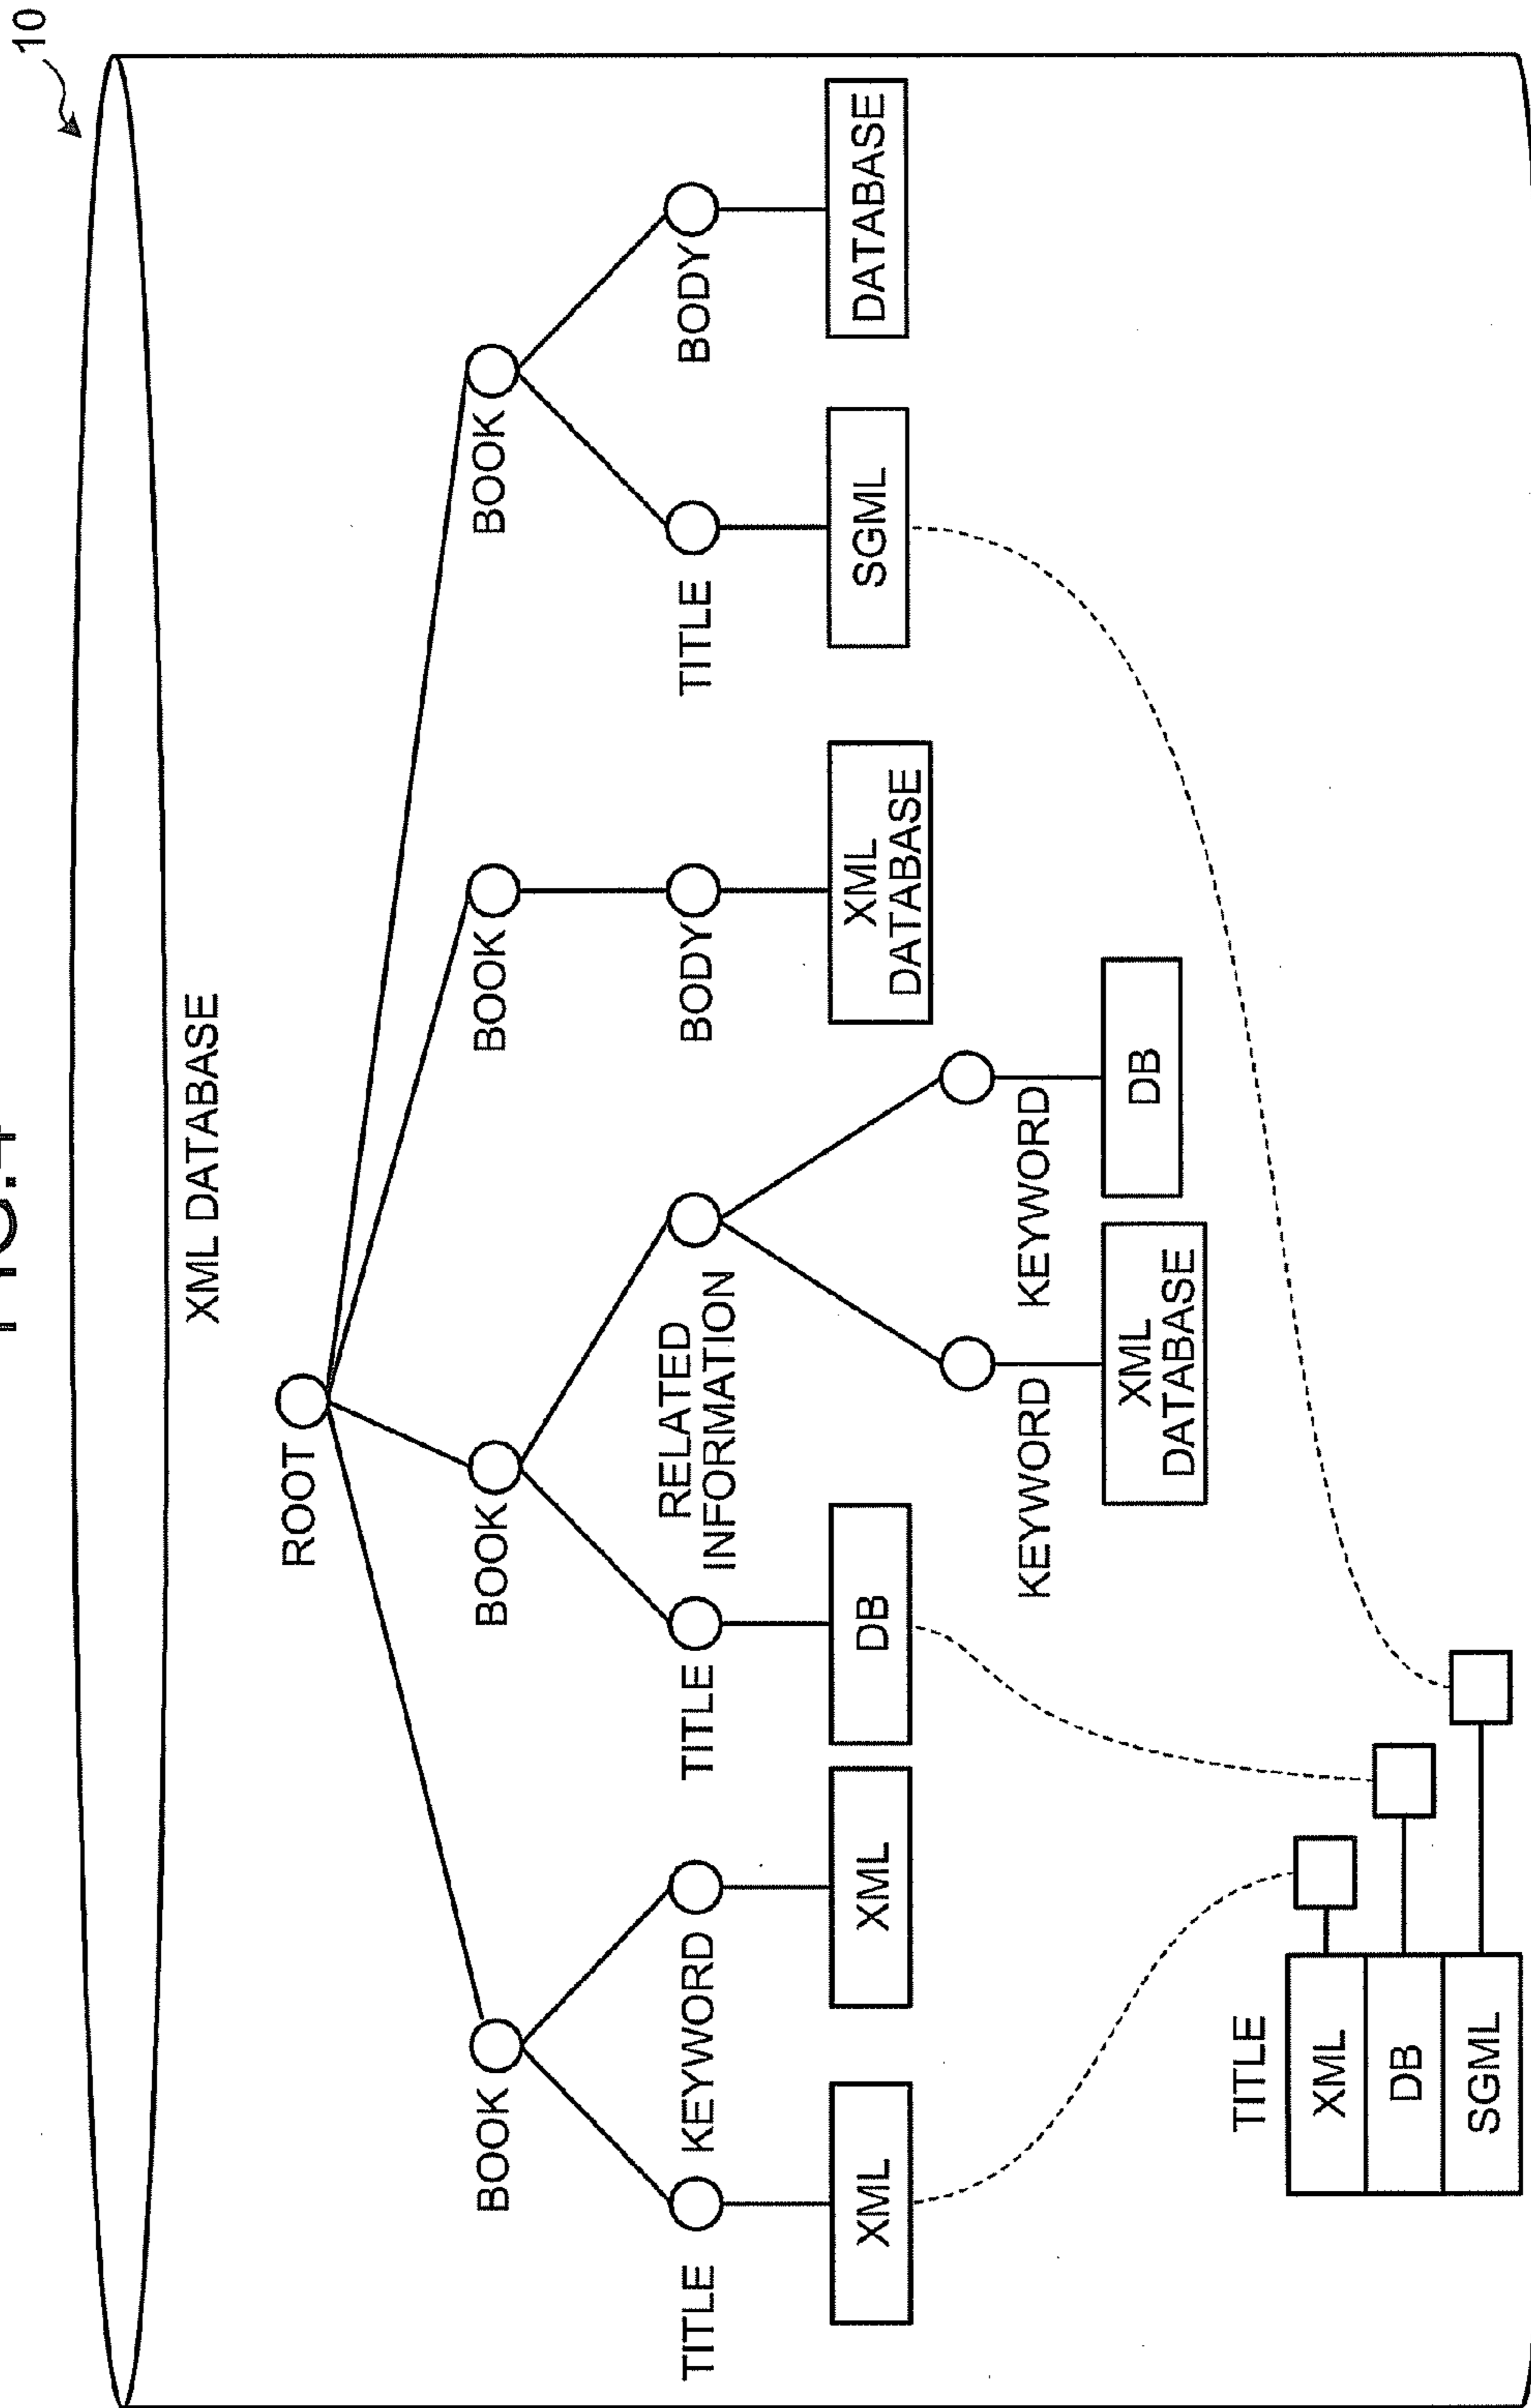 10
XML DATABASE
ROOT
BOOK
BOOK
BOOK
BOOK
TITLE
KEYWORD
TITLE
RELATED
INFORMATION
BODY
TITLE
BODY
XML
XML
DB
XML
DATABASE
SGML
DATABASE
KEYWORD
KEYWORD
XML
DATABASE
DB
TITLE
XML
DB
SGML